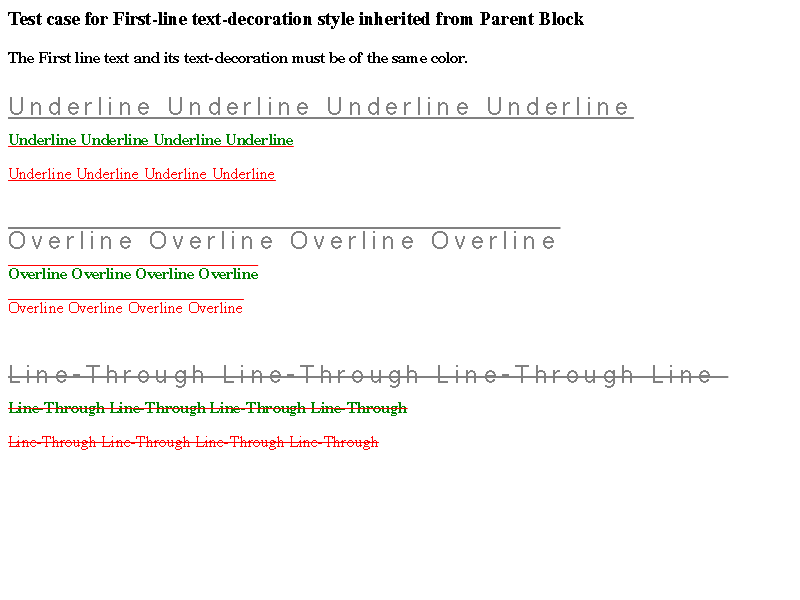 Test case for First-line text-decoration style inherited from Parent Block
The First line text and its text-decoration must be of the same color.
Underline Underline Underline Underline
Underline Underline Underline Underline
Underline Underline Underline Underline
Overline Overline Overline Overline
Overline Overline Overline Overline
Overline Overline Overline Overline
Line-Through Line-Through Line-Through Line-
Line-Through Line-Through Line-Through Line-Through
Line-Through Line-Through Line-Through Line-Through